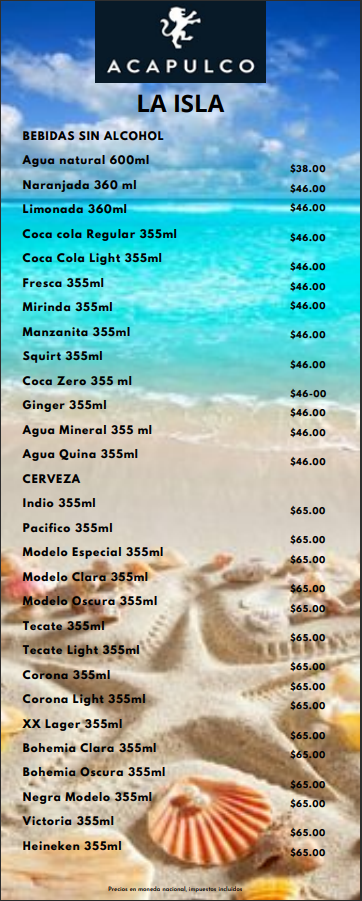 ACAPULCO
LA ISLA
BEBIDAS SIN ALCOHOL
Agua natural 600ml $38.00
Naranjada 360 ml $46.00
Limonada 360ml $46.00
Coca cola Regular 355ml $46.00
Coca Cola Light 355ml $46.00
Fresca 355ml $46.00
Mirinda 355ml $46.00
Manzanita 355ml $46.00
Squirt 355ml $46.00
Coca Zero 355 ml $46-00
Ginger 355ml $46.00
Agua Mineral 355 ml $46.00
Agua Quina 355ml $46.00
CERVEZA
Indio 355ml $65.00
Pacifico 355ml $65.00
Modelo Especial 355ml $65.00
Modelo Clara 355ml $65.00
Modelo Oscura 355ml $65.00
Tecate 355ml $65.00
Tecate Light 355ml $65.00
Corona 355ml $65.00
Corona Light 355ml $65.00
XX Lager 355ml $65.00
Bohemia Clara 355ml $65.00
Bohemia Oscura 355ml $65.00
Negra Modelo 355ml $65.00
Victoria 355ml $65.00
Heineken 355ml $65.00
Precios en moneda nacional, impuestos incluidos